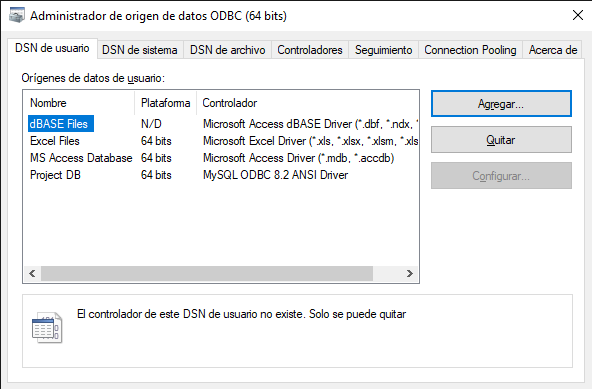 Administrador de origen de datos ODBC (64 bits)
DSN de usuario DSN de sistema DSN de archivo Controladores Seguimiento Connection Pooling Acerca de
Orígenes de datos de usuario:
Nombre Plataforma Controlador
dBASE Files N/D Microsoft Access dBASE Driver (*.dbf, *.ndx, *
Excel Files 64 bits Microsoft Excel Driver (*.xls, *.xlsx, *.xlsm, *.xls
MS Access Database 64 bits Microsoft Access Driver (*.mdb, *.accdb)
Project DB 64 bits MySQL ODBC 8.2 ANSI Driver
Agregar...
Quitar
Configurar...
El controlador de este DSN de usuario no existe. Solo se puede quitar